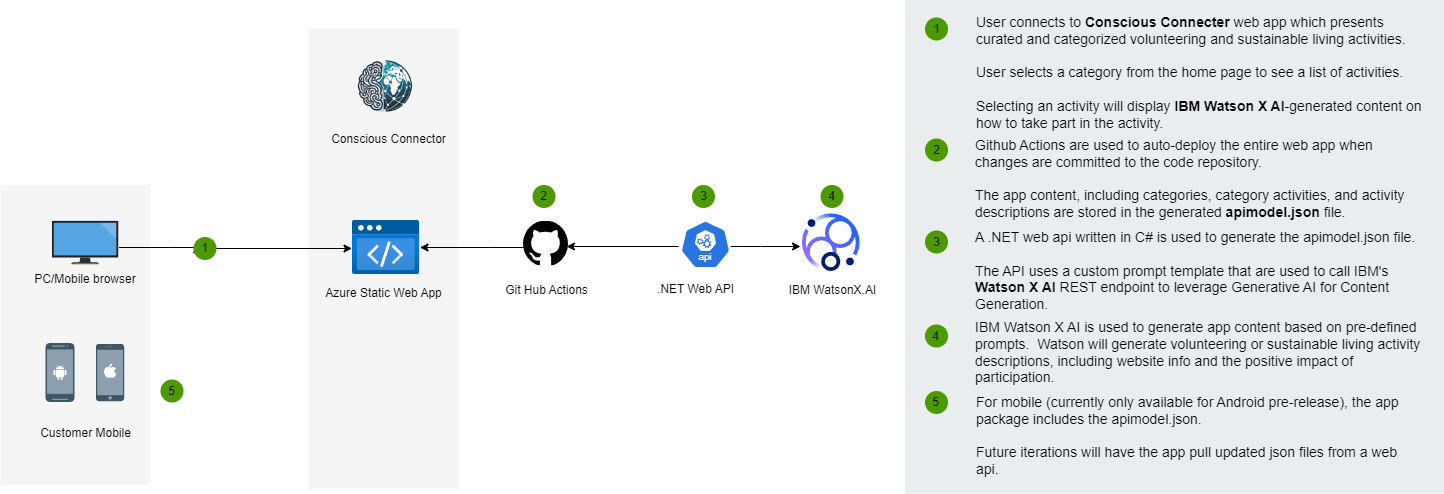 Conscious Connector
1
PC/Mobile browser
Azure Static Web App
2
Git Hub Actions
3
api
.NET Web API
4
IBM WatsonX.AI
5
Customer Mobile
1
User connects to Conscious Connecter web app which presents
curated and categorized volunteering and sustainable living activities.
User selects a category from the home page to see a list of activities.
Selecting an activity will display IBM Watson X AI-generated content on
how to take part in the activity.
2
Github Actions are used to auto-deploy the entire web app when
changes are committed to the code repository.
The app content, including categories, category activities, and activity
descriptions are stored in the generated apimodel.json file.
3
A .NET web api written in C# is used to generate the apimodel.json file.
The API uses a custom prompt template that are used to call IBM's
Watson X AI REST endpoint to leverage Generative AI for Content
Generation.
4
IBM Watson X AI is used to generate app content based on pre-defined
prompts. Watson will generate volunteering or sustainable living activity
descriptions, including website info and the positive impact of
participation.
5
For mobile (currently only available for Android pre-release), the app
package includes the apimodel.json.
Future iterations will have the app pull updated json files from a web
api.